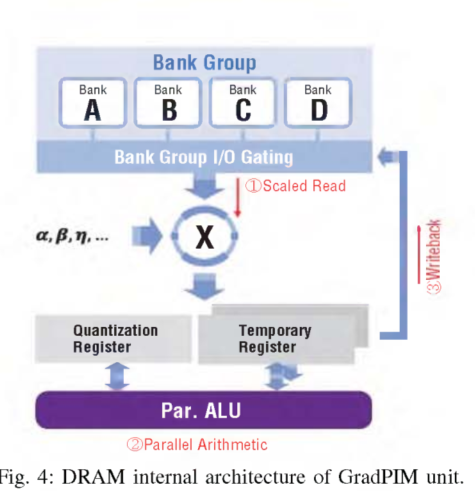 Bank Group
Bank
A
Bank
B
Bank
C
Bank
D
Bank Group I/O Gating
①Scaled Read
α, β, η, ...
X
③Writeback
Quantization
Register
Temporary
Register
Par. ALU
②Parallel Arithmetic
Fig. 4: DRAM internal architecture of GradPIM unit.